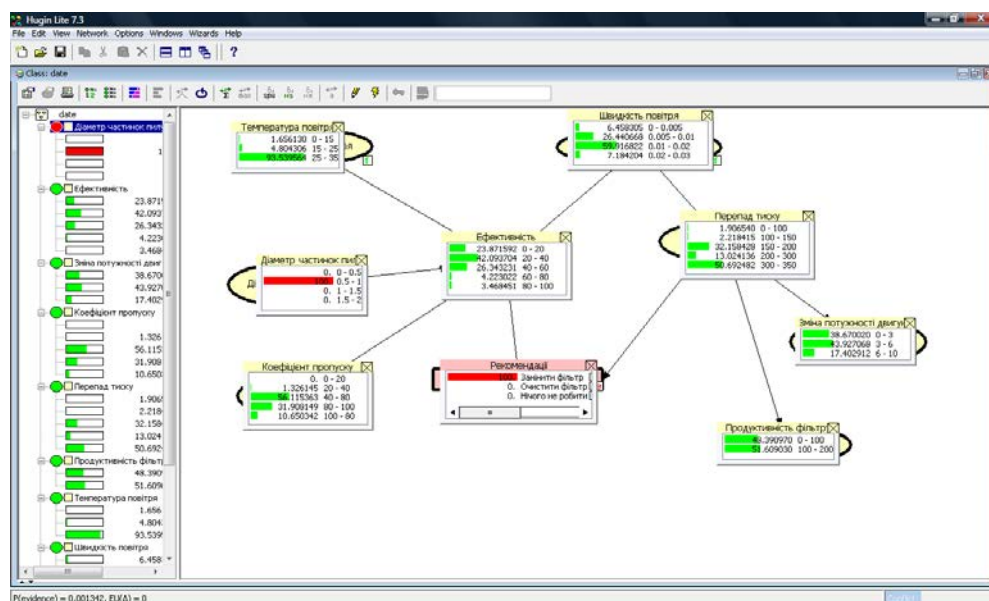 Hugin Lite 7.3
File Edit View Network Options Windows Wizards Help
Class: date
date
Діаметр частинок пил
1
Ефективність
23.871
42.093
26.343
4.223
3.468
Зміна потужності двиг
38.670
43.927
17.402
Коефіцієнт пропуску
1.326
56.115
31.908
10.650
Перепад тиску
1.906
2.218
32.158
13.024
50.692
Продуктивність фільт
48.390
51.609
Температура повітря
1.656
4.804
93.539
Швидкість повітря
6.458
Температура повітря
1.656130 0 - 15
4.804306 15 - 25
93.539564 25 - 35
Швидкість повітря
6.458305 0 - 0.005
26.440668 0.005 - 0.01
59.916822 0.01 - 0.02
7.184204 0.02 - 0.03
Перепад тиску
1.906540 0 - 100
2.218415 100 - 150
32.158428 150 - 200
13.024136 200 - 300
50.692482 300 - 350
Ефективність
23.871592 0 - 20
42.093704 20 - 40
26.343231 40 - 60
4.223022 60 - 80
3.468451 80 - 100
Діаметр частинок пил
0. 0 - 0.5
100. 0.5 - 1
0. 1 - 1.5
0. 1.5 - 2
Зміна потужності двигу
38.670020 0 - 3
43.927068 3 - 6
17.402912 6 - 10
Коефіцієнт пропуску
0. 0 - 20
1.326145 20 - 40
56.115363 40 - 80
31.908149 80 - 100
10.650342 100 - 80
Рекомендації
100. Замінити фільтр
0. Очистити фільтр
0. Нічого не робити
Продуктивність фільтр
48.390970 0 - 100
51.609030 100 - 200
P(evidence) = 0.001342, EU(Δ) = 0
Conflict